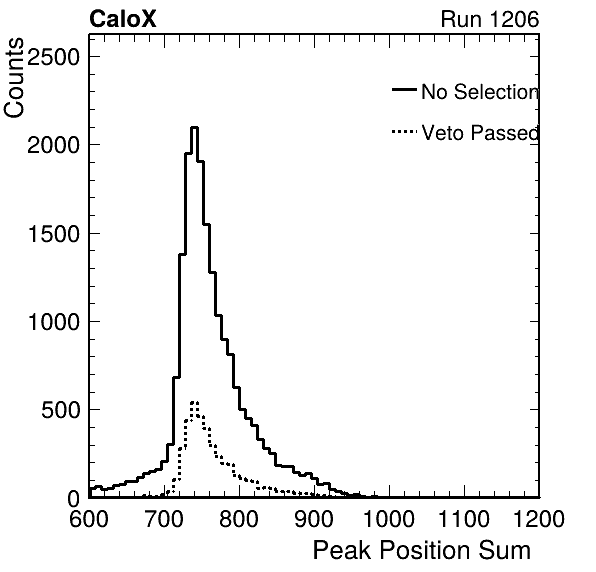 CaloX Run 1206
Counts
2500
2000
1500
1000
500
0
No Selection
Veto Passed
600 700 800 900 1000 1100 1200
Peak Position Sum